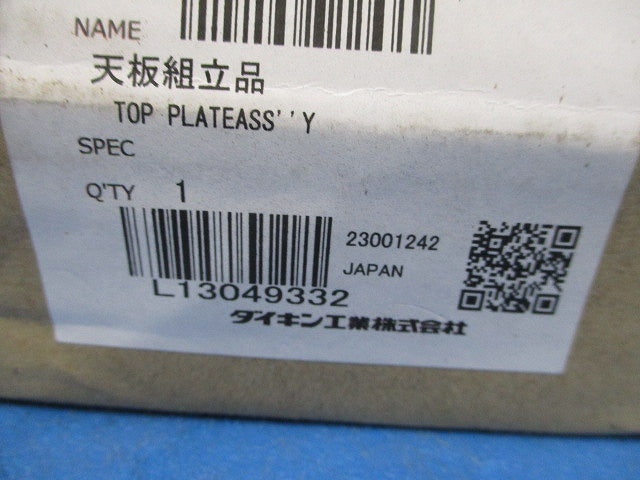 NAME
天板組立品
TOP PLATEASS''Y
SPEC
Q'TY 1
23001242
JAPAN
L13049332
ダイキン工業株式会社